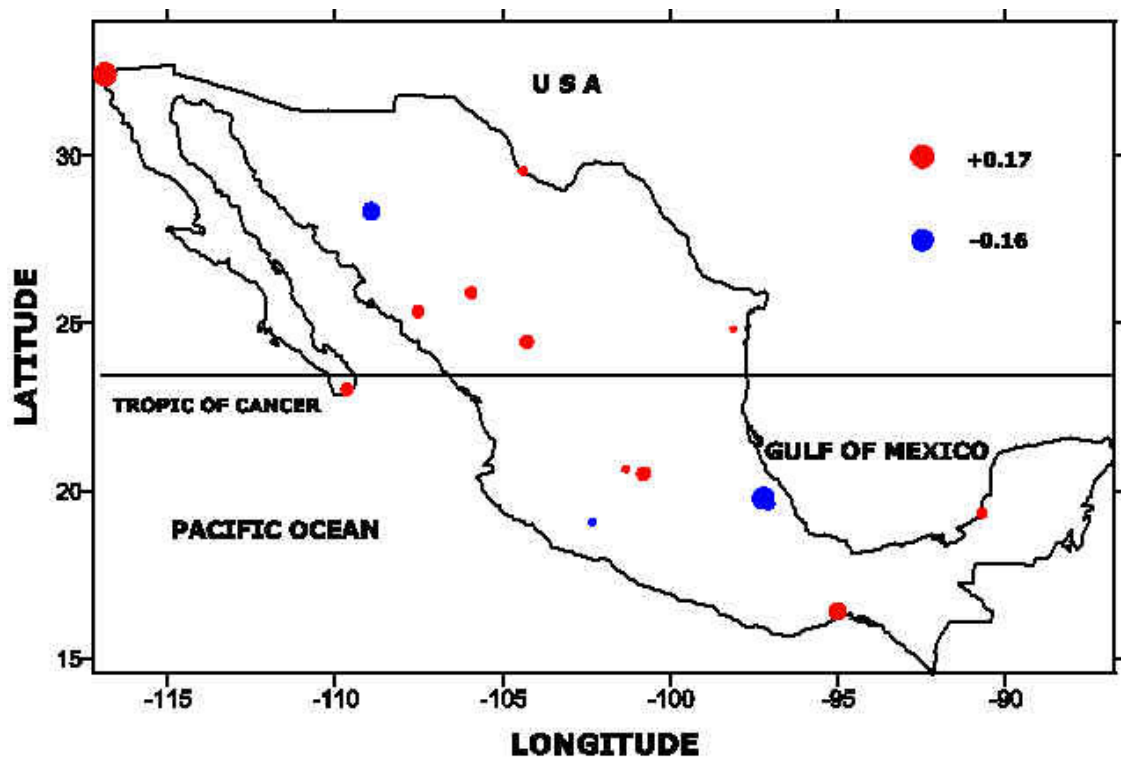 U S A
30
+0.17
-0.16
25
TROPIC OF CANCER
GULF OF MEXICO
20
PACIFIC OCEAN
15
-115
-110
-105
-100
-95
-90
LATITUDE
LONGITUDE